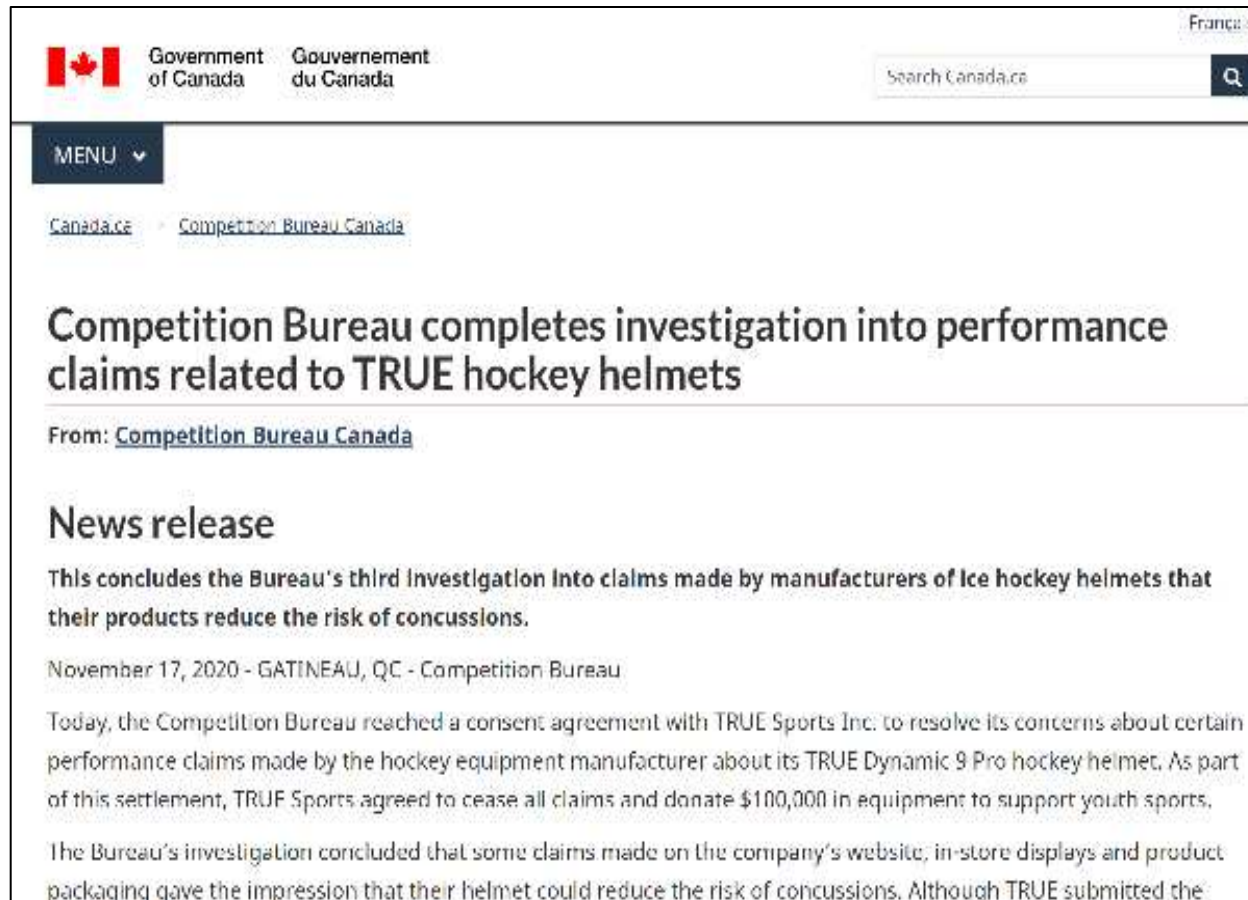 França
Government Gouvernement
of Canada du Canada
Search Canada.ca
MENU
Canada.ca Competition Bureau Canada
Competition Bureau completes investigation into performance
claims related to TRUE hockey helmets
From: Competition Bureau Canada
News release
This concludes the Bureau's third investigation into claims made by manufacturers of ice hockey helmets that
their products reduce the risk of concussions.
November 17, 2020 - GATINEAU, QC - Competition Bureau
Today, the Competition Bureau reached a consent agreement with TRUE Sports Inc. to resolve its concerns about certain
performance claims made by the hockey equipment manufacturer about its TRUE Dynamic 9 Pro hockey helmet. As part
of this settlement, TRUE Sports agreed to cease all claims and donate $100,000 in equipment to support youth sports.
The Bureau's investigation concluded that some claims made on the company's website, in-store displays and product
packaging gave the impression that their helmet could reduce the risk of concussions. Although TRUE submitted the